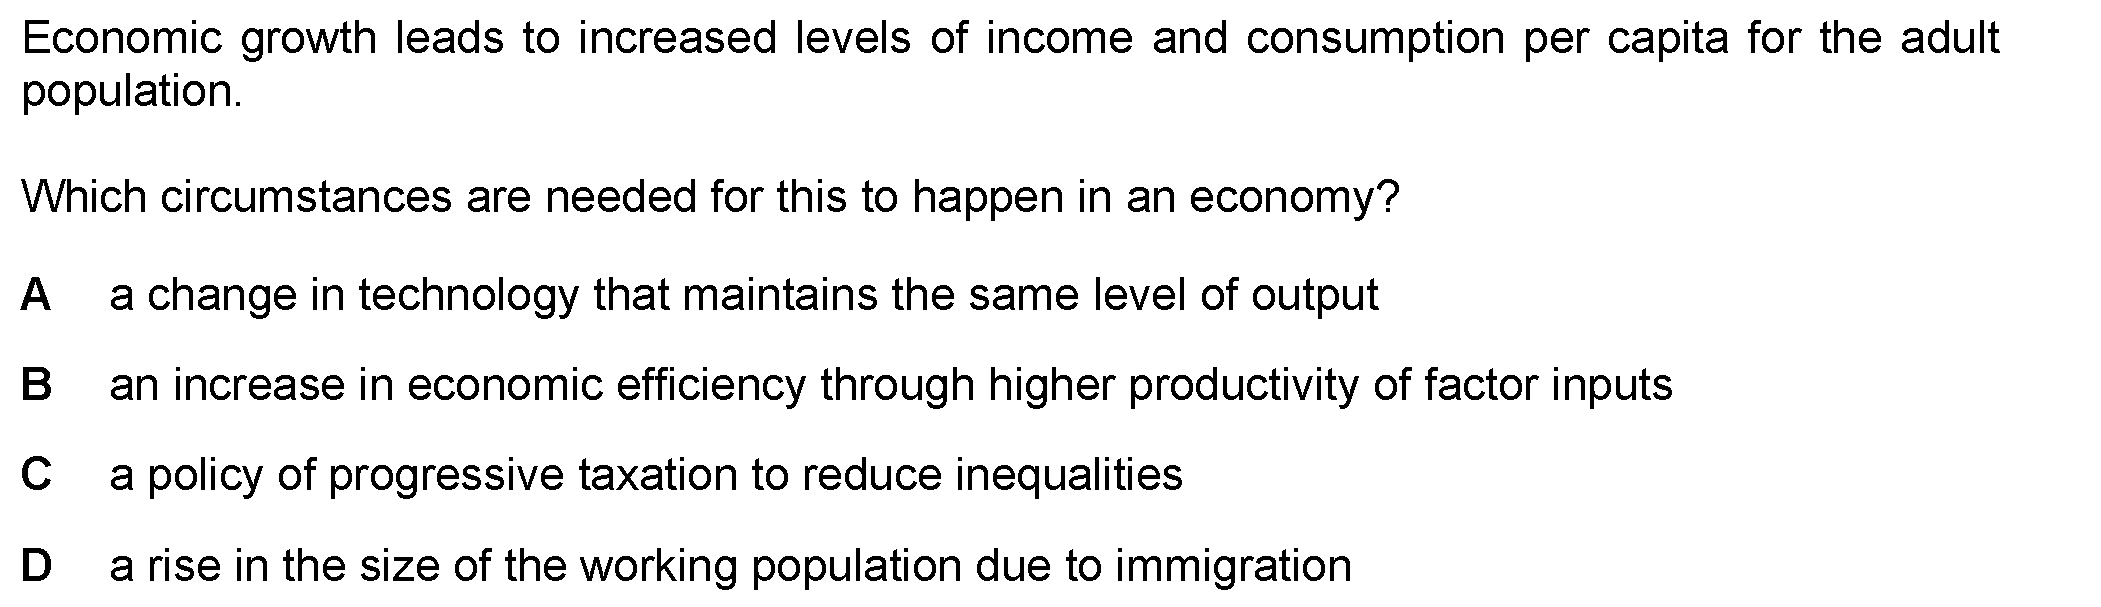 Economic growth leads to increased levels of income and consumption per capita for the adult
population.
Which circumstances are needed for this to happen in an economy?
A a change in technology that maintains the same level of output
B an increase in economic efficiency through higher productivity of factor inputs
C a policy of progressive taxation to reduce inequalities
D a rise in the size of the working population due to immigration